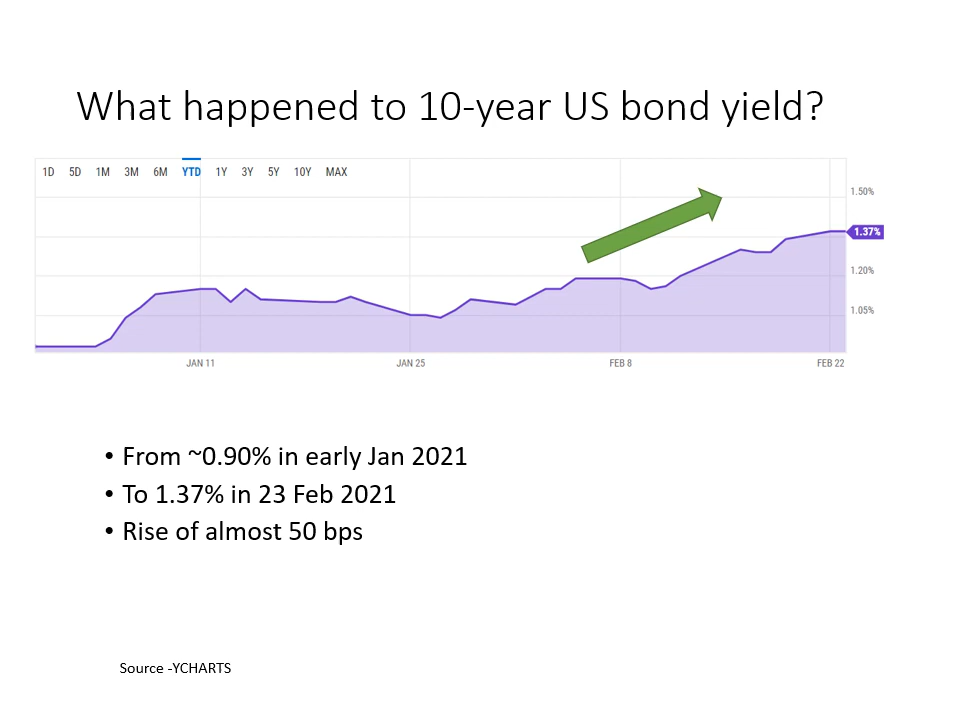 What happened to 10-year US bond yield?
1D 5D 1M 3M 6M YTD 1Y 3Y 5Y 10Y MAX
1.50%
1.37%
1.20%
1.05%
JAN 11 JAN 25 FEB 8 FEB 22
• From ~0.90% in early Jan 2021
• To 1.37% in 23 Feb 2021
• Rise of almost 50 bps
Source -YCHARTS